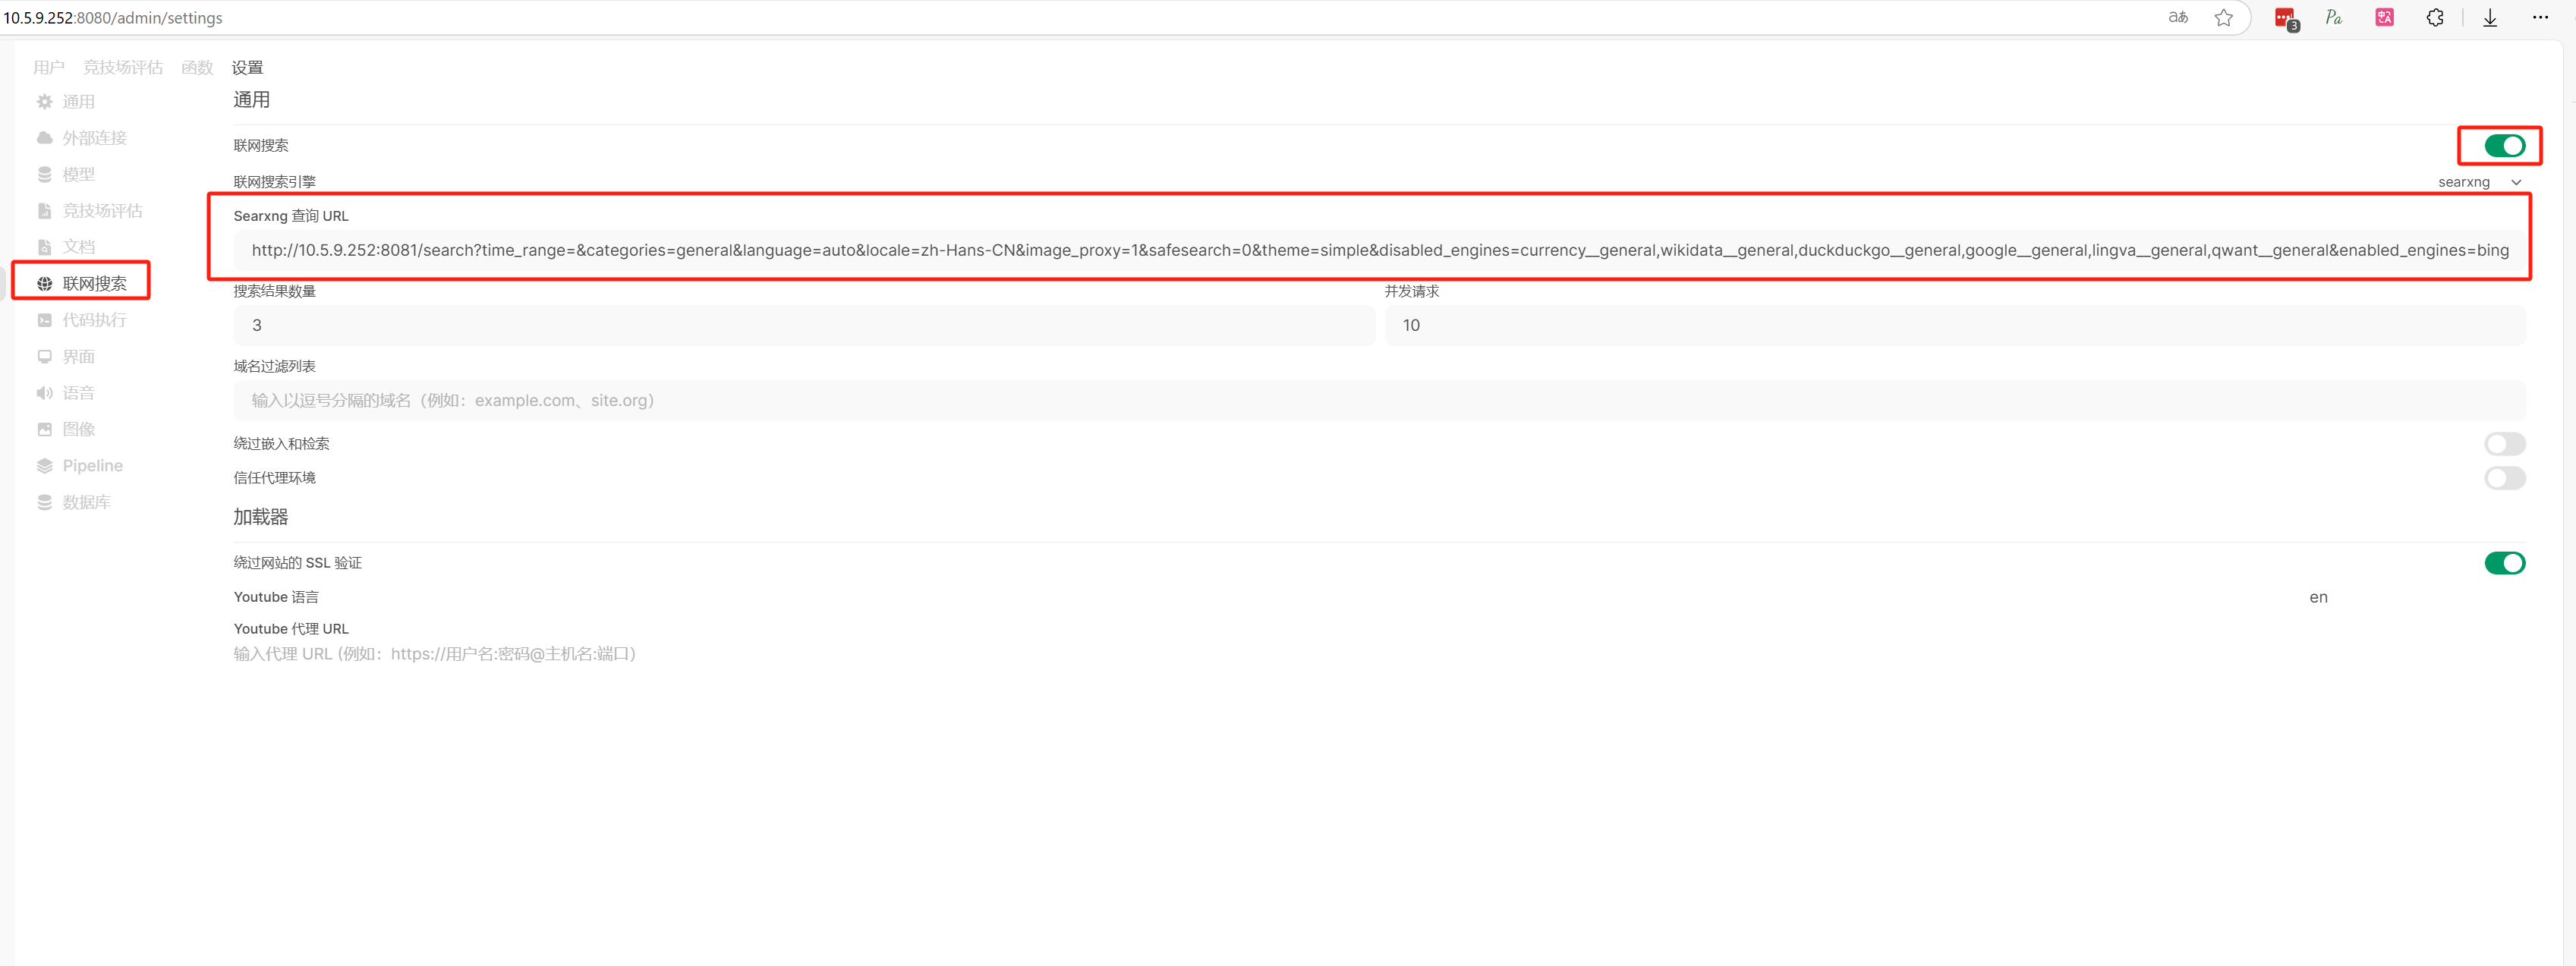 10.5.9.252:8080/admin/settings
aあ
3
Pa
用户 竞技场评估 函数 设置
通用
外部连接
模型
竞技场评估
文档
联网搜索
代码执行
界面
语音
图像
Pipeline
数据库
通用
联网搜索
联网搜索引擎 searxng
Searxng 查询 URL
http://10.5.9.252:8081/search?time_range=&categories=general&language=auto&locale=zh-Hans-CN&image_proxy=1&safesearch=0&theme=simple&disabled_engines=currency__general,wikidata__general,duckduckgo__general,google__general,lingva__general,qwant__general&enabled_engines=bing
搜索结果数量 并发请求
3 10
域名过滤列表
输入以逗号分隔的域名（例如：example.com、site.org）
绕过嵌入和检索
信任代理环境
加载器
绕过网站的 SSL 验证
Youtube 语言 en
Youtube 代理 URL
输入代理 URL (例如：https://用户名:密码@主机名:端口）